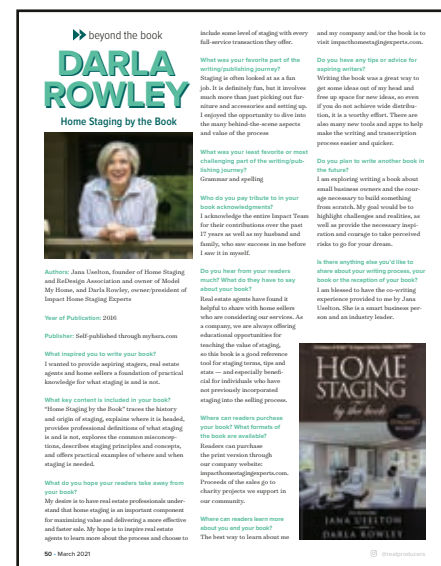 beyond the book
DARLA
ROWLEY
Home Staging by the Book
Authors: Jana Uselton, founder of Home Staging
and ReDesign Association and owner of Model
My Home, and Darla Rowley, owner/president of
Impact Home Staging Experts
Year of Publication: 2016
Publisher: Self-published through myhsra.com
What inspired you to write your book?
I wanted to provide aspiring stagers, real estate
agents and home sellers a foundation of practical
knowledge for what staging is and is not.
What key content is included in your book?
"Home Staging by the Book" traces the history
and origin of staging, explains where it is headed,
provides professional definitions of what staging
is and is not, explores the common misconcep-
tions, describes staging principles and concepts,
and offers practical examples of where and when
staging is needed.
What do you hope your readers take away from
your book?
My desire is to have real estate professionals under-
stand that home staging is an important component
for maximizing value and delivering a more effective
and faster sale. My hope is to inspire real estate
agents to learn more about the process and choose to
include some level of staging with every
full-service transaction they offer.
What was your favorite part of the
writing/publishing journey?
Staging is often looked at as a fun
job. It is definitely fun, but it involves
much more than just picking out fur-
niture and accessories and setting up.
I enjoyed the opportunity to dive into
the many behind-the-scene aspects
and value of the process
What was your least favorite or most
challenging part of the writing/pub-
lishing journey?
Grammar and spelling
Who do you pay tribute to in your
book acknowledgments?
I acknowledge the entire Impact Team
for their contributions over the past
17 years as well as my husband and
family, who saw success in me before
I saw it in myself.
Do you hear from your readers
much? What do they have to say
about your book?
Real estate agents have found it
helpful to share with home sellers
who are considering our services. As
a company, we are always offering
educational opportunities for
teaching the value of staging,
so this book is a good reference
tool for staging terms, tips and
stats — and especially benefi-
cial for individuals who have
not previously incorporated
staging into the selling process.
Where can readers purchase
your book? What formats of
the book are available?
Readers can purchase
the print version through
our company website:
impacthomestagingexperts.com.
Proceeds of the sales go to
charity projects we support in
our community.
Where can readers learn more
about you and your book?
The best way to learn about me
and my company and/or the book is to
visit impacthomestagingexperts.com.
Do you have any tips or advice for
aspiring writers?
Writing the book was a great way to
get some ideas out of my head and
free up space for new ideas, so even
if you do not achieve wide distribu-
tion, it is a worthy effort. There are
also many new tools and apps to help
make the writing and transcription
process easier and quicker.
Do you plan to write another book in
the future?
I am exploring writing a book about
small business owners and the cour-
age necessary to build something
from scratch. My goal would be to
highlight challenges and realities, as
well as provide the necessary inspi-
ration and courage to take perceived
risks to go for your dream.
Is there anything else you'd like to
share about your writing process, your
book or the reception of your book?
I am blessed to have the co-writing
experience provided to me by Jana
Uselton. She is a smart business per-
son and an industry leader.
HOME
STAGING
by the Book
JANA USELTON
DARLA ROWLEY
50 · March 2021
@realproducers